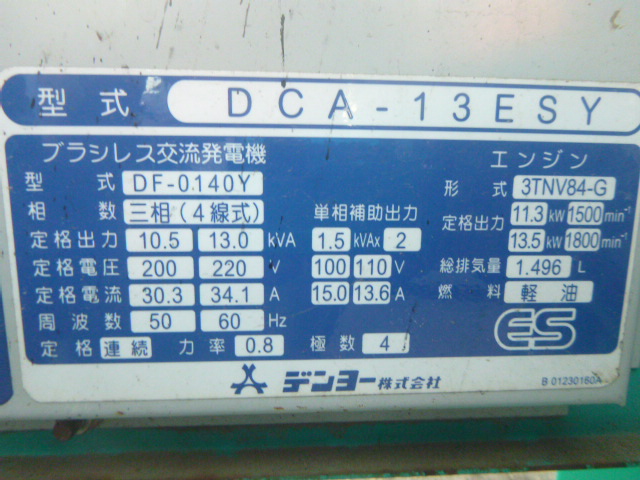 型式 DCA-13ESY
ブラシレス交流発電機
型式 DF-0140Y
相数 三相(4線式)
単相補助出力
定格出力 10.5 13.0 kVA 1.5 kVAx 2
定格電圧 200 220 V 100 110 V
定格電流 30.3 34.1 A 15.0 13.6 A
周波数 50 60 Hz
定格 連続 力率 0.8 極数 4
エンジン
形式 3TNV84-G
定格出力 11.3 kW 1500 min⁻¹
13.5 kW 1800 min⁻¹
総排気量 1.496 L
燃料 軽油
ES
デンヨー株式会社
B 01230160A